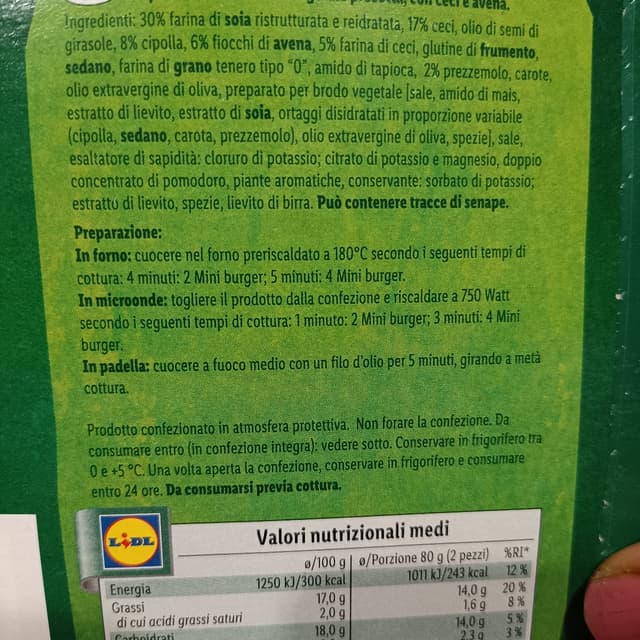 con ceci e avena.
Ingredienti: 30% farina di soia ristrutturata e reidratata, 17% ceci, olio di semi di
girasole, 8% cipolla, 6% fiocchi di avena, 5% farina di ceci, glutine di frumento,
sedano, farina di grano tenero tipo “0”, amido di tapioca, 2% prezzemolo, carote,
olio extravergine di oliva, preparato per brodo vegetale [sale, amido di mais,
estratto di lievito, estratto di soia, ortaggi disidratati in proporzione variabile
(cipolla, sedano, carota, prezzemolo), olio extravergine di oliva, spezie], sale,
esaltatore di sapidità: cloruro di potassio; citrato di potassio e magnesio, doppio
concentrato di pomodoro, piante aromatiche, conservante: sorbato di potassio;
estratto di lievito, spezie, lievito di birra. Può contenere tracce di senape.
Preparazione:
In forno: cuocere nel forno preriscaldato a 180°C secondo i seguenti tempi di
cottura: 4 minuti: 2 Mini burger; 5 minuti: 4 Mini burger.
In microonde: togliere il prodotto dalla confezione e riscaldare a 750 Watt
secondo i seguenti tempi di cottura: 1 minuto: 2 Mini burger; 3 minuti: 4 Mini
burger.
In padella: cuocere a fuoco medio con un filo d'olio per 5 minuti, girando a metà
cottura.
Prodotto confezionato in atmosfera protettiva. Non forare la confezione. Da
consumare entro (in confezione integra): vedere sotto. Conservare in frigorifero tra
0 e +5 °C. Una volta aperta la confezione, conservare in frigorifero e consumare
entro 24 ore. Da consumarsi previa cottura.
LIDL
Valori nutrizionali medi
ø/100 g ø/Porzione 80 g (2 pezzi) %RI*
Energia 1250 kJ/300 kcal 1011 kJ/243 kcal 12 %
Grassi 17,0 g 14,0 g 20 %
di cui acidi grassi saturi 2,0 g 1,6 g 8 %
Carboidrati 18,0 g 14,0 g 5 %
2,3 g 3 %